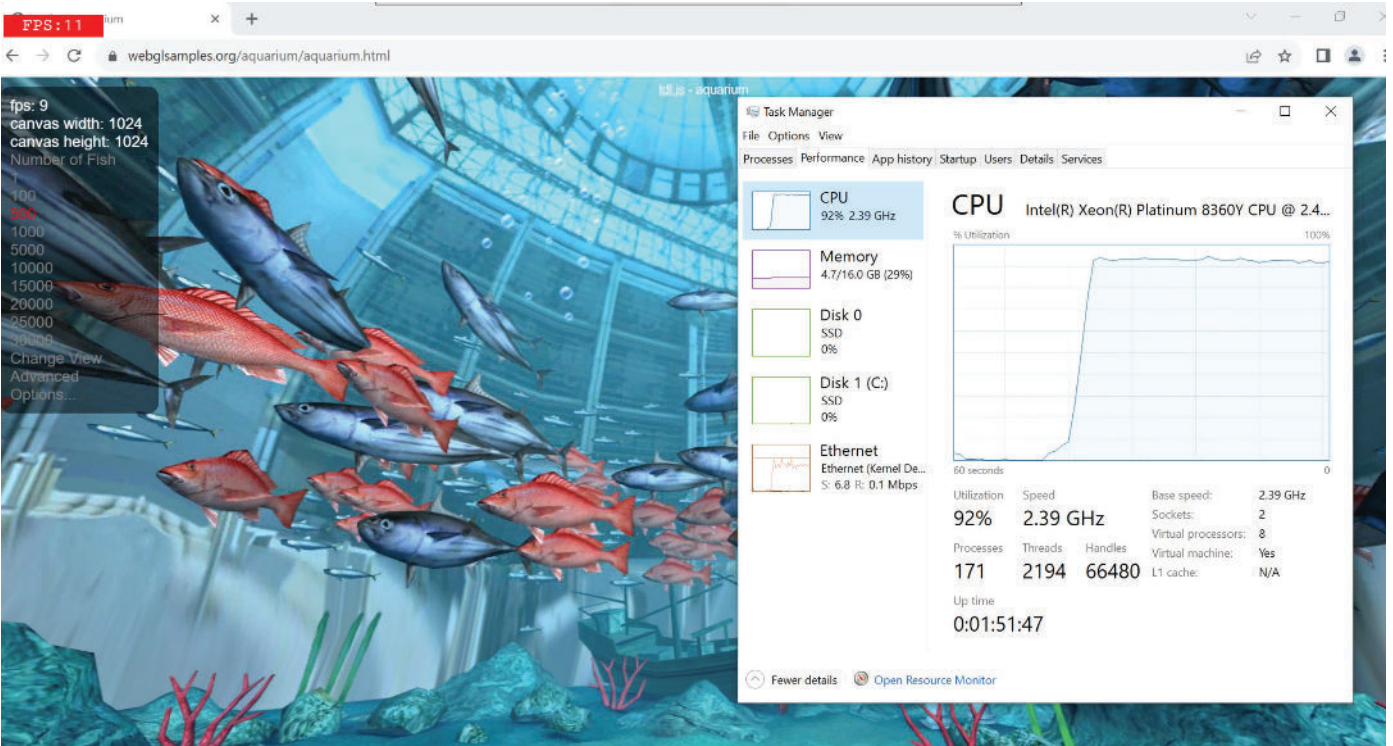 FPS:11
ium
webglsamples.org/aquarium/aquarium.html
tdl.js - aquarium
fps: 9
canvas width: 1024
canvas height: 1024
Number of Fish
1
100
500
1000
5000
10000
15000
20000
25000
30000
Change View
Advanced
Options...
Task Manager
File Options View
Processes Performance App history Startup Users Details Services
CPU
92% 2.39 GHz
Memory
4.7/16.0 GB (29%)
Disk 0
SSD
0%
Disk 1 (C:)
SSD
0%
Ethernet
Ethernet (Kernel De...
S: 6.8 R: 0.1 Mbps
CPU Intel(R) Xeon(R) Platinum 8360Y CPU @ 2.4...
% Utilization 100%
60 seconds 0
Utilization Speed
92% 2.39 GHz
Processes Threads Handles
171 2194 66480
Up time
0:01:51:47
Base speed: 2.39 GHz
Sockets: 2
Virtual processors: 8
Virtual machine: Yes
L1 cache: N/A
Fewer details Open Resource Monitor